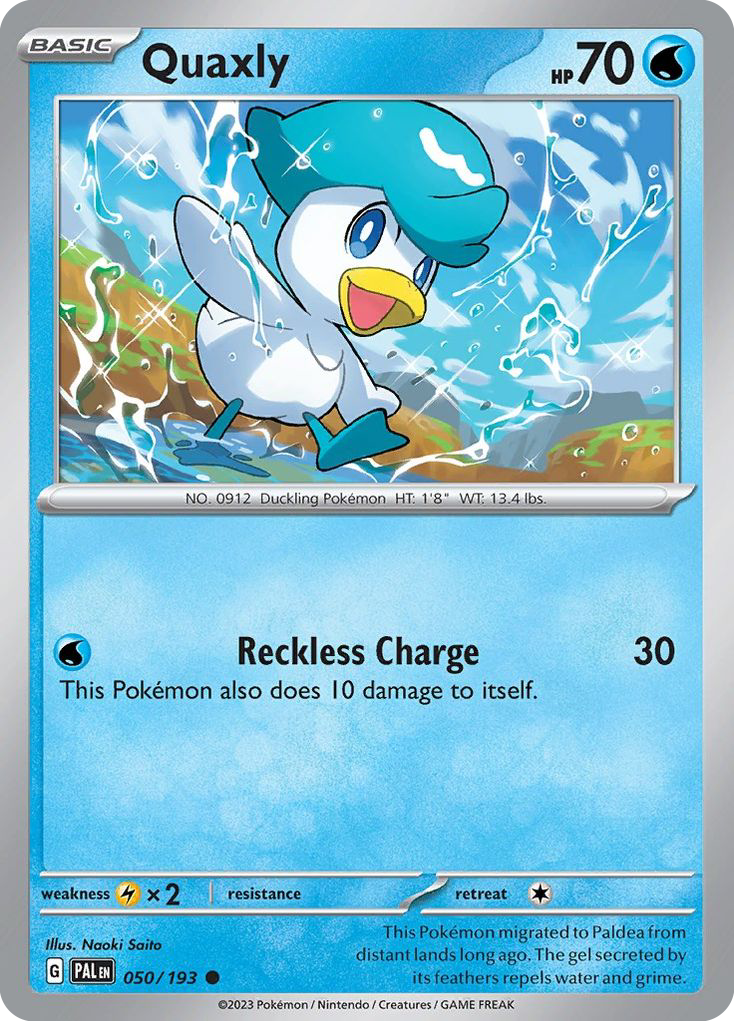 BASIC
Quaxly
HP 70
NO. 0912 Duckling Pokémon HT: 1'8" WT: 13.4 lbs.
Reckless Charge 30
This Pokémon also does 10 damage to itself.
weakness ×2 resistance retreat
Illus. Naoki Saito
This Pokémon migrated to Paldea from
distant lands long ago. The gel secreted by
its feathers repels water and grime.
G PAL EN 050/193
©2023 Pokémon / Nintendo / Creatures / GAME FREAK